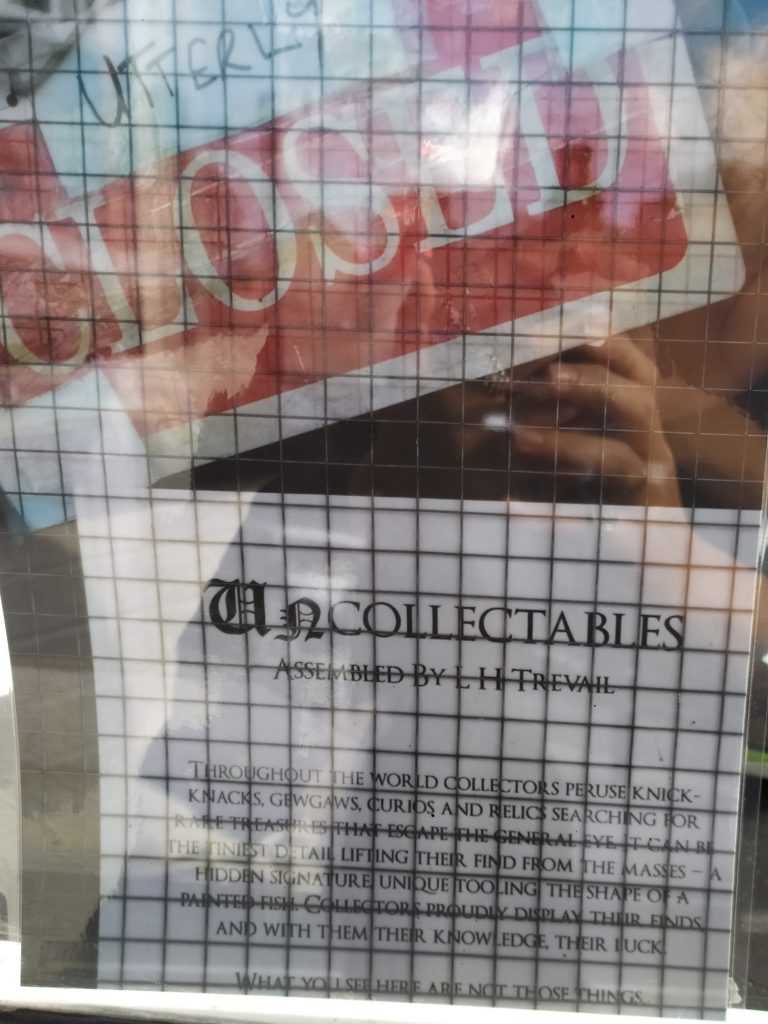 UTTERLY
CLOSED
UNCOLLECTABLES
ASSEMBLED BY L H TREVAIL
THROUGHOUT THE WORLD COLLECTORS PERUSE KNICK-
KNACKS, GEWGAWS, CURIOS AND RELICS SEARCHING FOR
RARE TREASURES THAT ESCAPE THE GENERAL EYE. IT CAN BE
THE TINIEST DETAIL LIFTING THEIR FIND FROM THE MASSES – A
HIDDEN SIGNATURE, UNIQUE TOOLING, THE SHAPE OF A
PAINTED FISH. COLLECTORS PROUDLY DISPLAY THEIR FINDS
AND WITH THEM THEIR KNOWLEDGE, THEIR LUCK.
WHAT YOU SEE HERE ARE NOT THOSE THINGS...